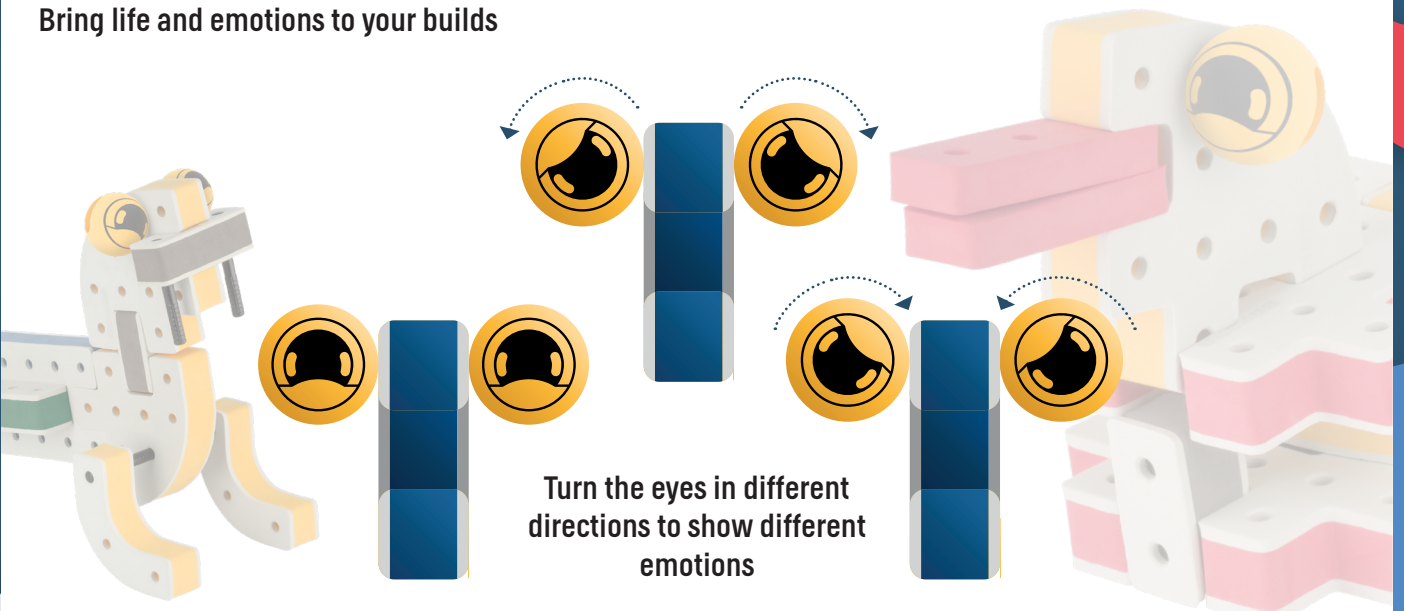 Bring life and emotions to your builds
Turn the eyes in different
directions to show different
emotions